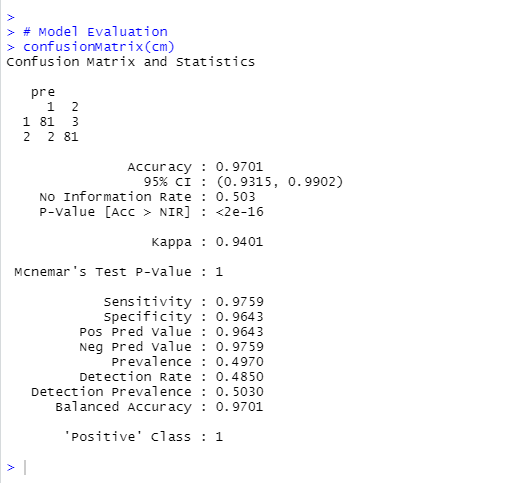 >
> # Model Evaluation
> confusionMatrix(cm)
Confusion Matrix and Statistics
pre
1 2
1 81 3
2 2 81
Accuracy : 0.9701
95% CI : (0.9315, 0.9902)
No Information Rate : 0.503
P-Value [Acc > NIR] : <2e-16
Kappa : 0.9401
Mcnemar's Test P-Value : 1
Sensitivity : 0.9759
Specificity : 0.9643
Pos Pred Value : 0.9643
Neg Pred Value : 0.9759
Prevalence : 0.4970
Detection Rate : 0.4850
Detection Prevalence : 0.5030
Balanced Accuracy : 0.9701
'Positive' Class : 1
>